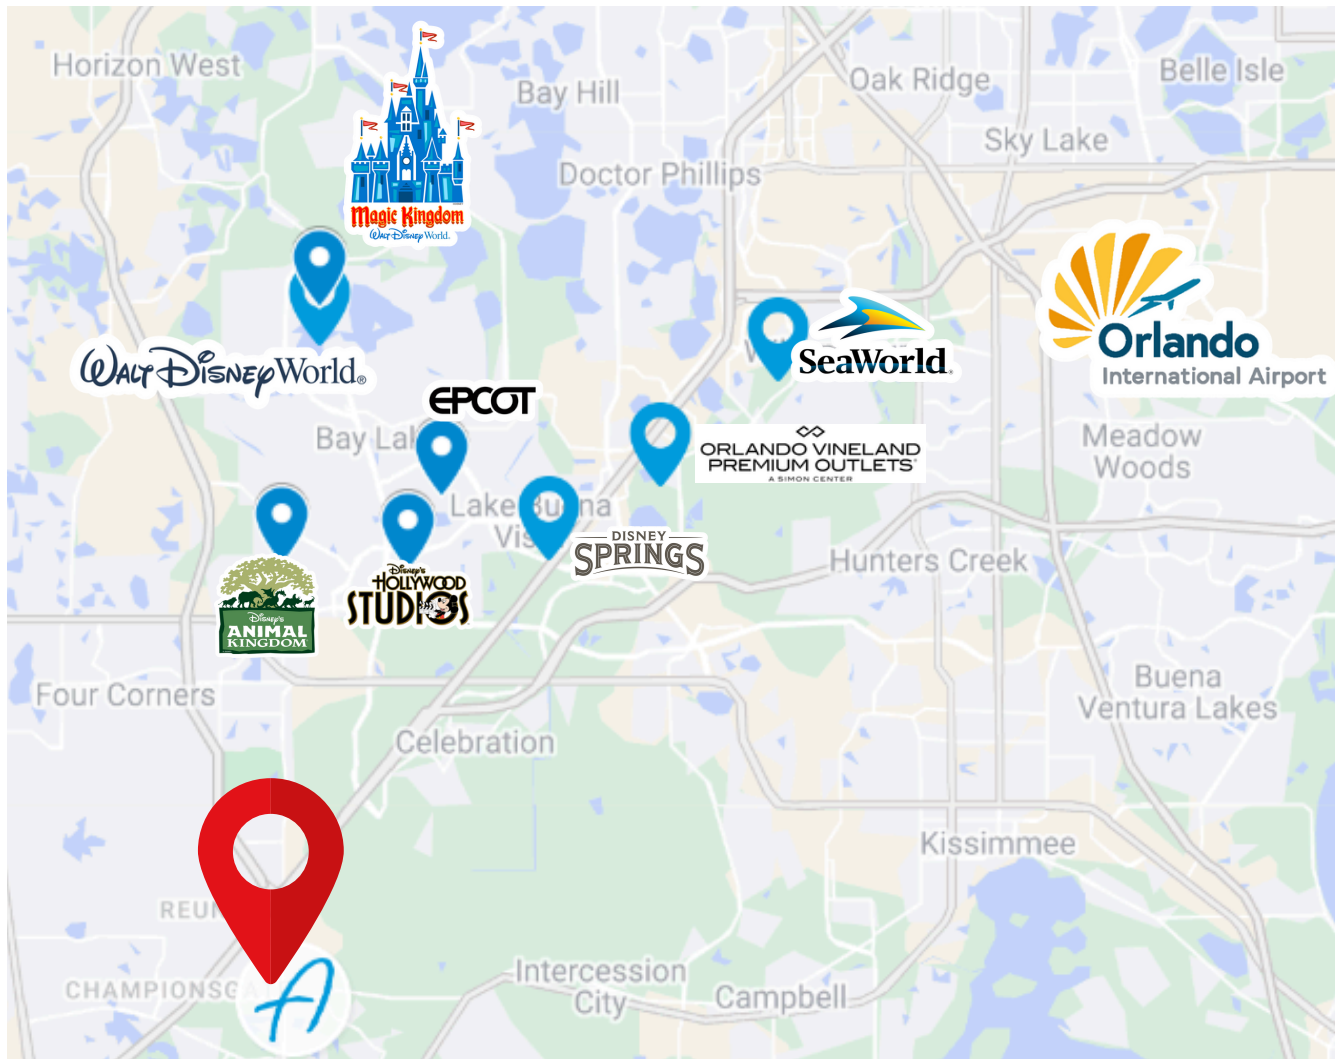 Horizon West
Bay Hill
Oak Ridge
Belle Isle
Sky Lake
Doctor Phillips
Magic Kingdom
Walt Disney World.
Walt Disney World®
SeaWorld®
Orlando
International Airport
EPCOT
Bay Lak
ORLANDO VINELAND
PREMIUM OUTLETS®
A SIMON CENTER
Meadow
Woods
Lake Buena
Vis
DISNEY
SPRINGS
Hunters Creek
Disney's
HOLLYWOOD
STUDIOS
Disney's
ANIMAL
KINGDOM
Four Corners
Buena
Ventura Lakes
Celebration
Kissimmee
REUN
CHAMPIONSG
A
Intercession
City
Campbell